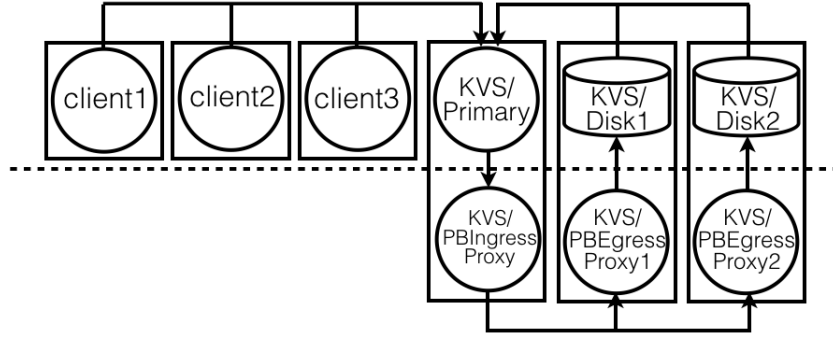 client1
client2
client3
KVS/
Primary
KVS/
Disk1
KVS/
Disk2
KVS/
PBIngress
Proxy
KVS/
PBEgress
Proxy1
KVS/
PBEgress
Proxy2